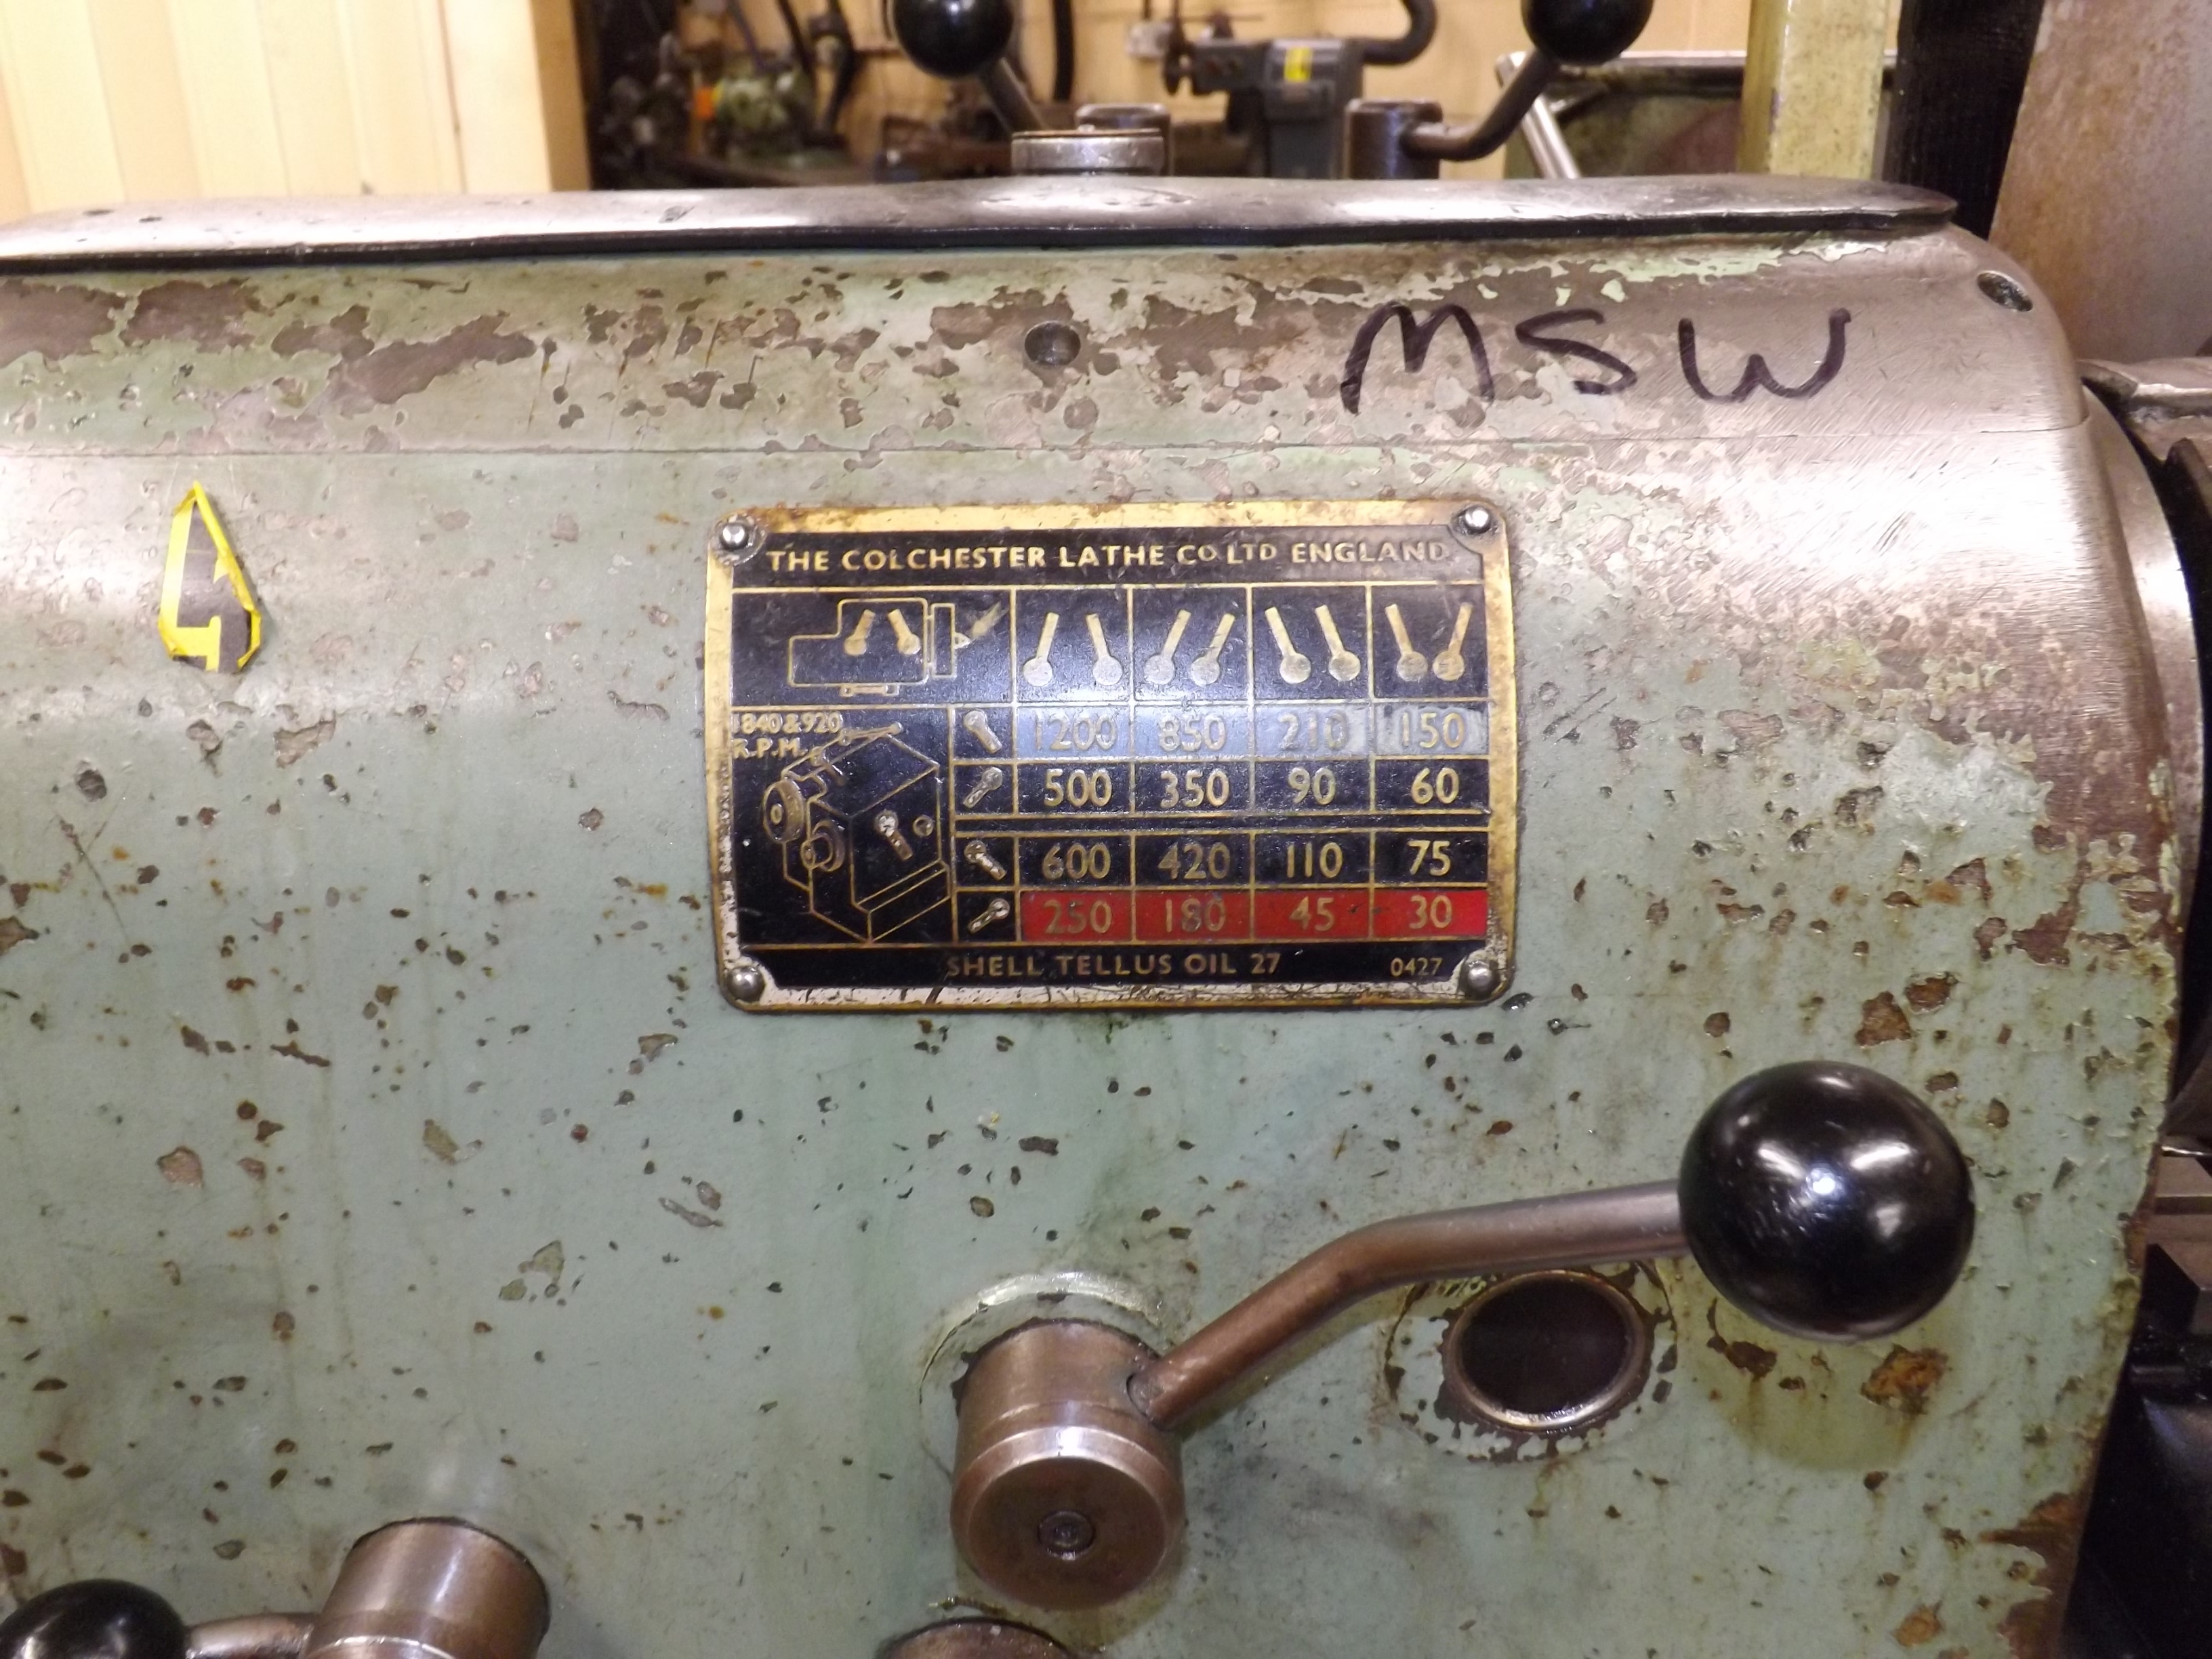 MSW
THE COLCHESTER LATHE CO LTD ENGLAND
1840 & 920
R.P.M.
1200 850 210 150
500 350 90 60
600 420 110 75
250 180 45 30
SHELL TELLUS OIL 27 0427